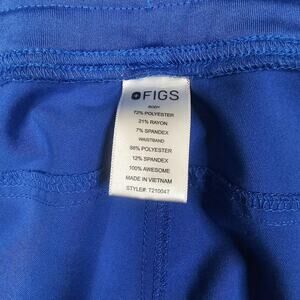 FIGS
BODY
72% POLYESTER
21% RAYON
7% SPANDEX
WAISTBAND
88% POLYESTER
12% SPANDEX
100% AWESOME
MADE IN VIETNAM
STYLE#: T210047